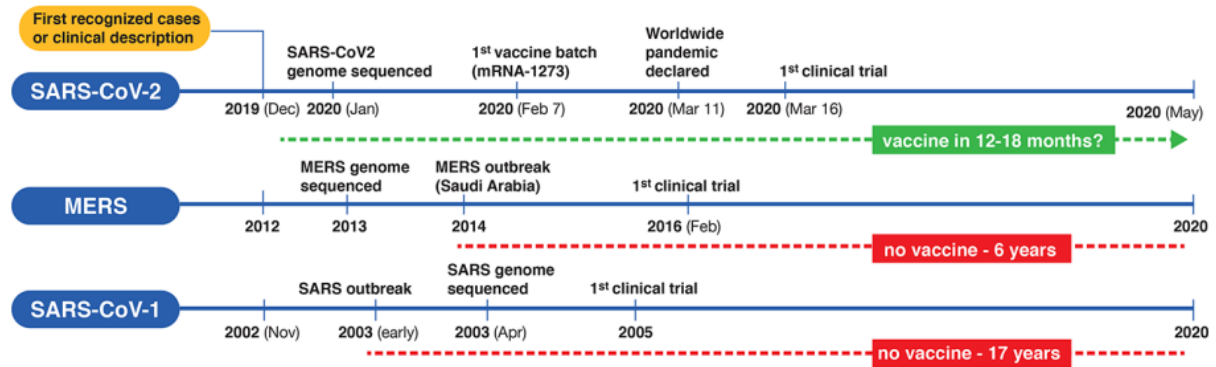 First recognized cases
or clinical description
SARS-CoV2
genome sequenced
1st vaccine batch
(mRNA-1273)
Worldwide
pandemic
declared
1st clinical trial
SARS-CoV-2
2019 (Dec)
2020 (Jan)
2020 (Feb 7)
2020 (Mar 11)
2020 (Mar 16)
2020 (May)
vaccine in 12-18 months?
MERS genome
sequenced
MERS outbreak
(Saudi Arabia)
1st clinical trial
MERS
2012
2013
2014
2016 (Feb)
2020
no vaccine - 6 years
SARS outbreak
SARS genome
sequenced
1st clinical trial
SARS-CoV-1
2002 (Nov)
2003 (early)
2003 (Apr)
2005
2020
no vaccine - 17 years